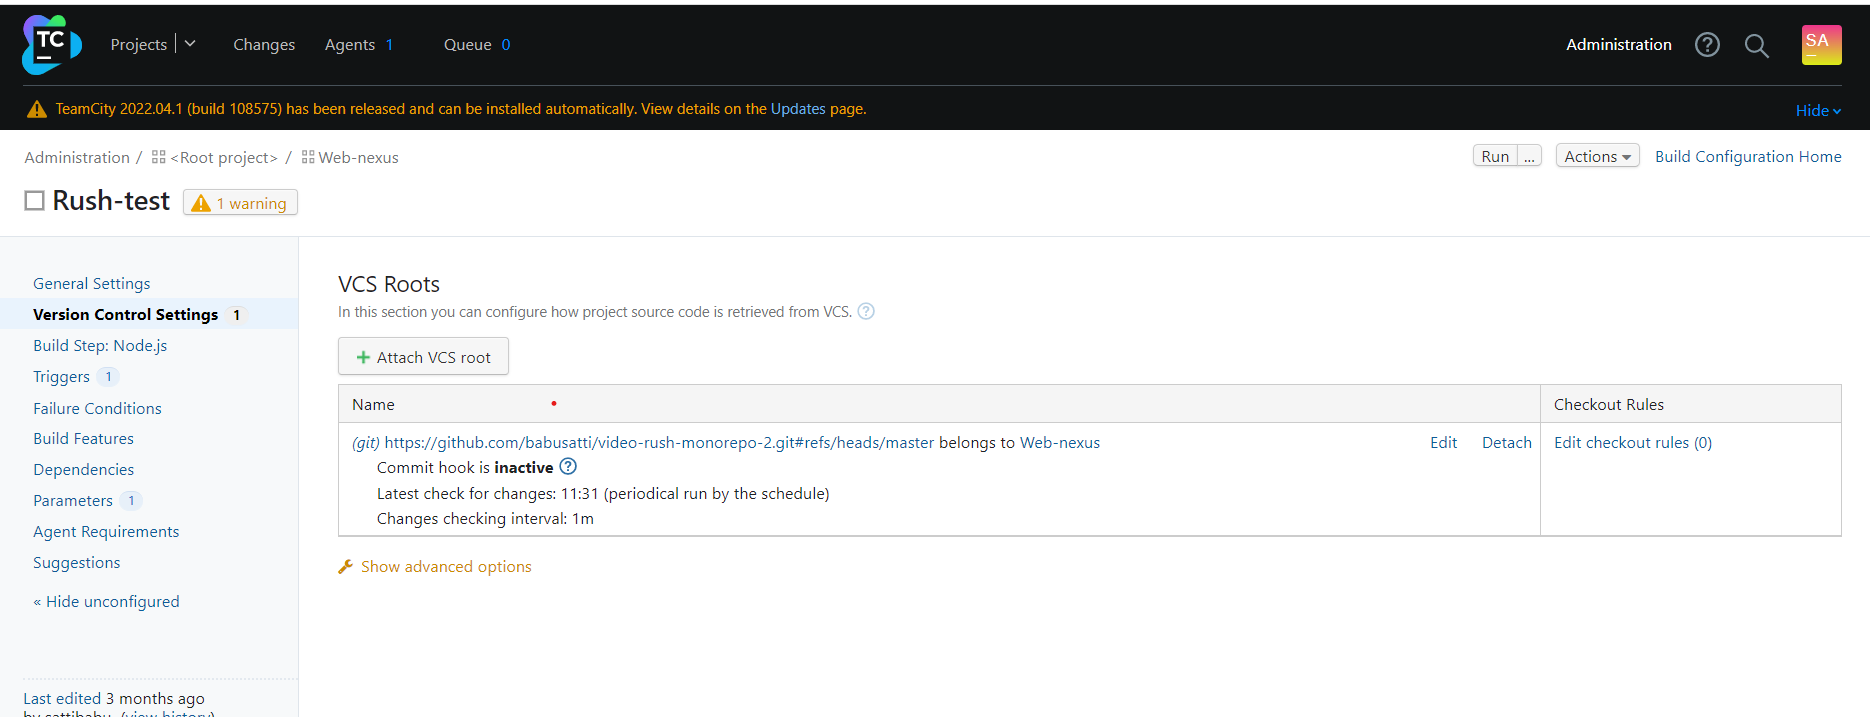 TC
Projects
Changes
Agents 1
Queue 0
Administration
SA
TeamCity 2022.04.1 (build 108575) has been released and can be installed automatically. View details on the Updates page.
Hide
Administration / <Root project> / Web-nexus
Run ...
Actions
Build Configuration Home
Rush-test
1 warning
General Settings
Version Control Settings 1
Build Step: Node.js
Triggers 1
Failure Conditions
Build Features
Dependencies
Parameters 1
Agent Requirements
Suggestions
« Hide unconfigured
Last edited 3 months ago
by sattibabu (view history)
VCS Roots
In this section you can configure how project source code is retrieved from VCS. ?
+ Attach VCS root
Name
Checkout Rules
(git) https://github.com/babusatti/video-rush-monorepo-2.git#refs/heads/master belongs to Web-nexus
Edit
Detach
Edit checkout rules (0)
Commit hook is inactive ?
Latest check for changes: 11:31 (periodical run by the schedule)
Changes checking interval: 1m
Show advanced options